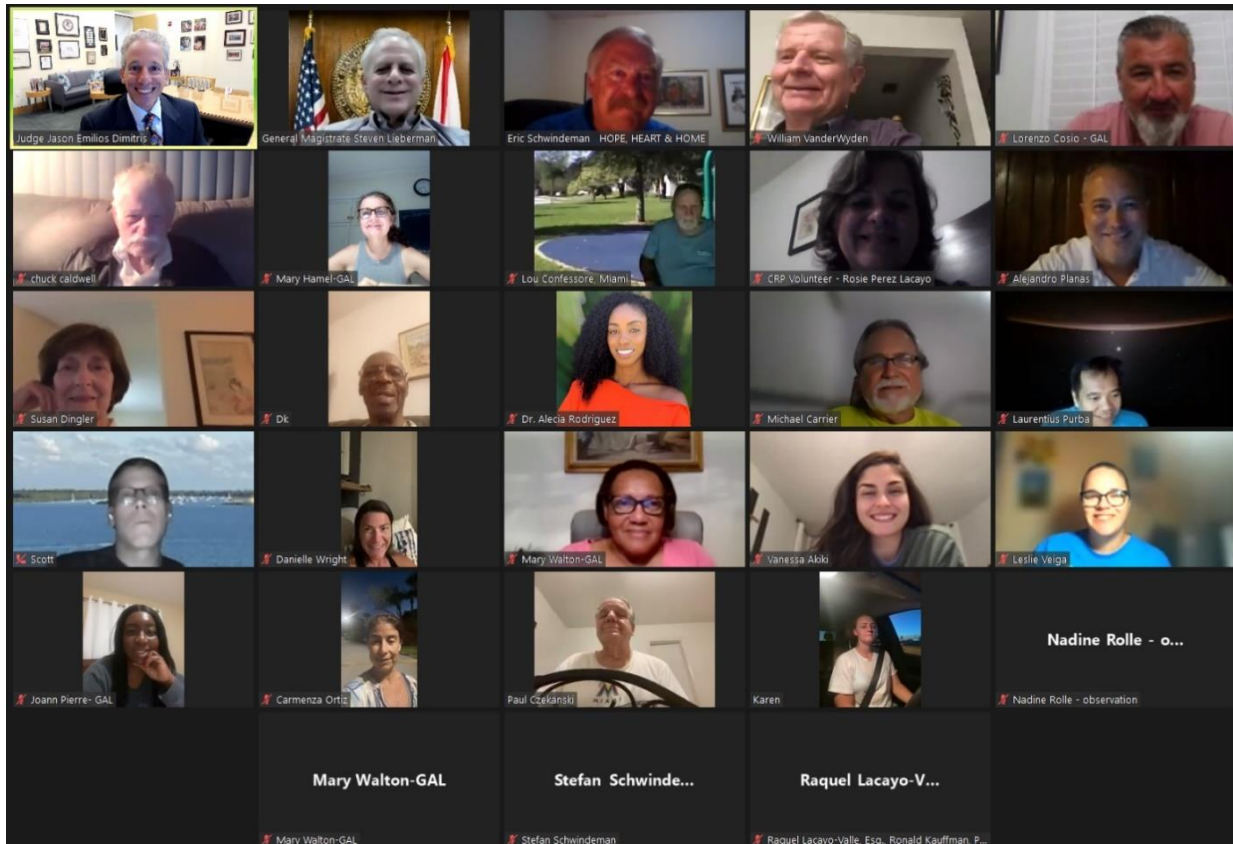 Judge Jason Emilios Dimitris
General Magistrate Steven Lieberman
Eric Schwindeman HOPE, HEART & HOME
William VanderWyden
Lorenzo Cosio - GAL
chuck caldwell
Mary Hamel-GAL
Lou Confessore, Miami
CRP Volunteer - Rosie Perez Lacayo
Alejandro Planas
Susan Dingler
Dk
Dr. Alecia Rodriguez
Michael Carrier
Laurentius Purba
Scott
Danielle Wright
Mary Walton-GAL
Vanessa Akiki
Leslie Veiga
Nadine Rolle - o...
Joann Pierre- GAL
Carmenza Ortiz
Paul Czekanski
Karen
Nadine Rolle - observation
Mary Walton-GAL
Stefan Schwinde...
Raquel Lacayo-V...
Mary Walton-GAL
Stefan Schwindeman
Raquel Lacayo-Valle, Esq., Ronald Kauffman, P...